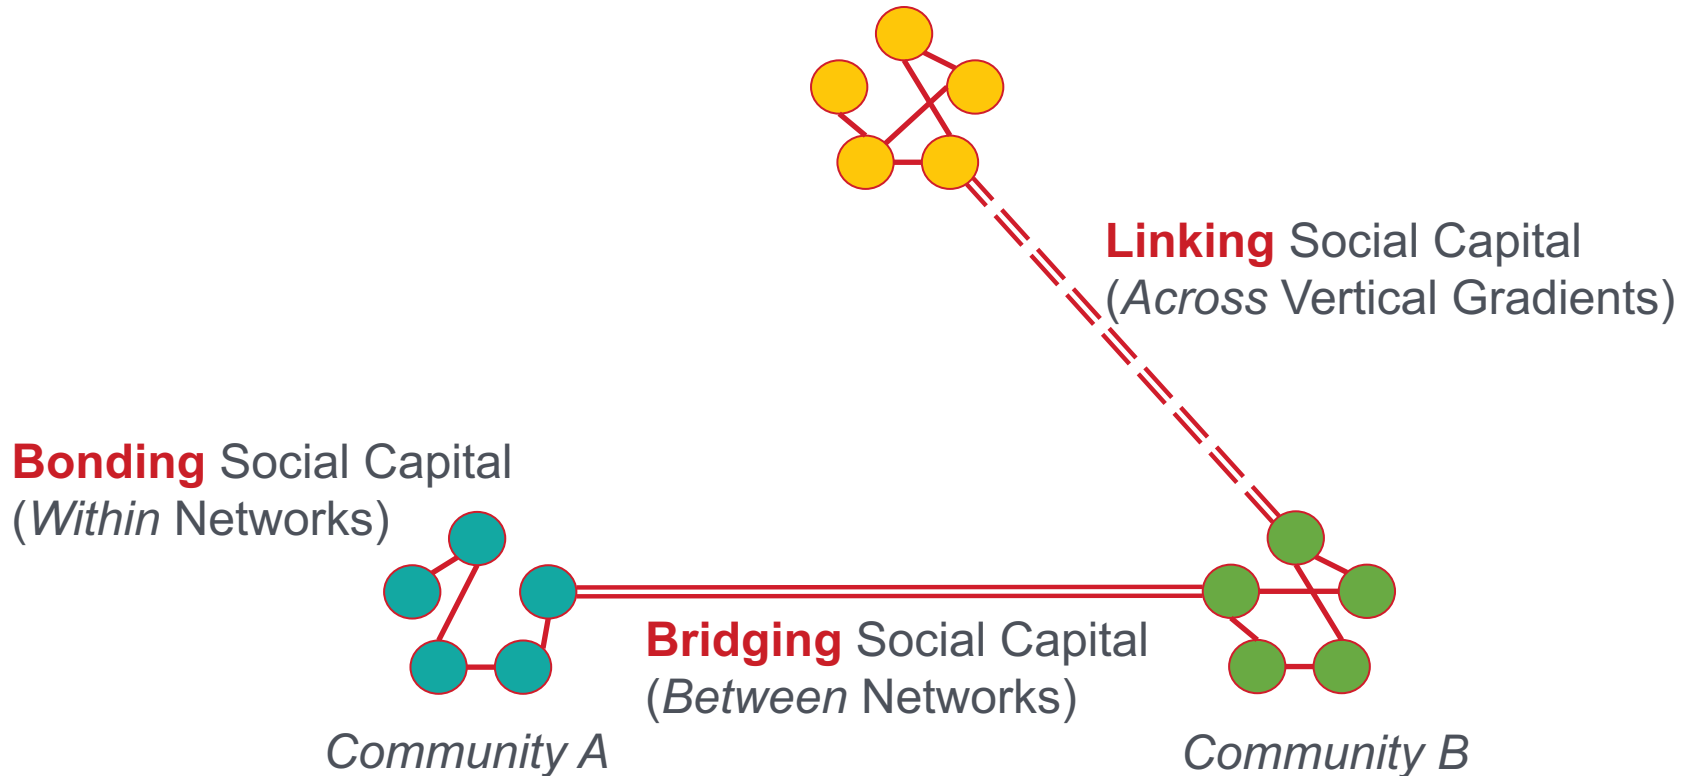 Linking Social Capital
(Across Vertical Gradients)
Bonding Social Capital
(Within Networks)
Bridging Social Capital
(Between Networks)
Community A
Community B